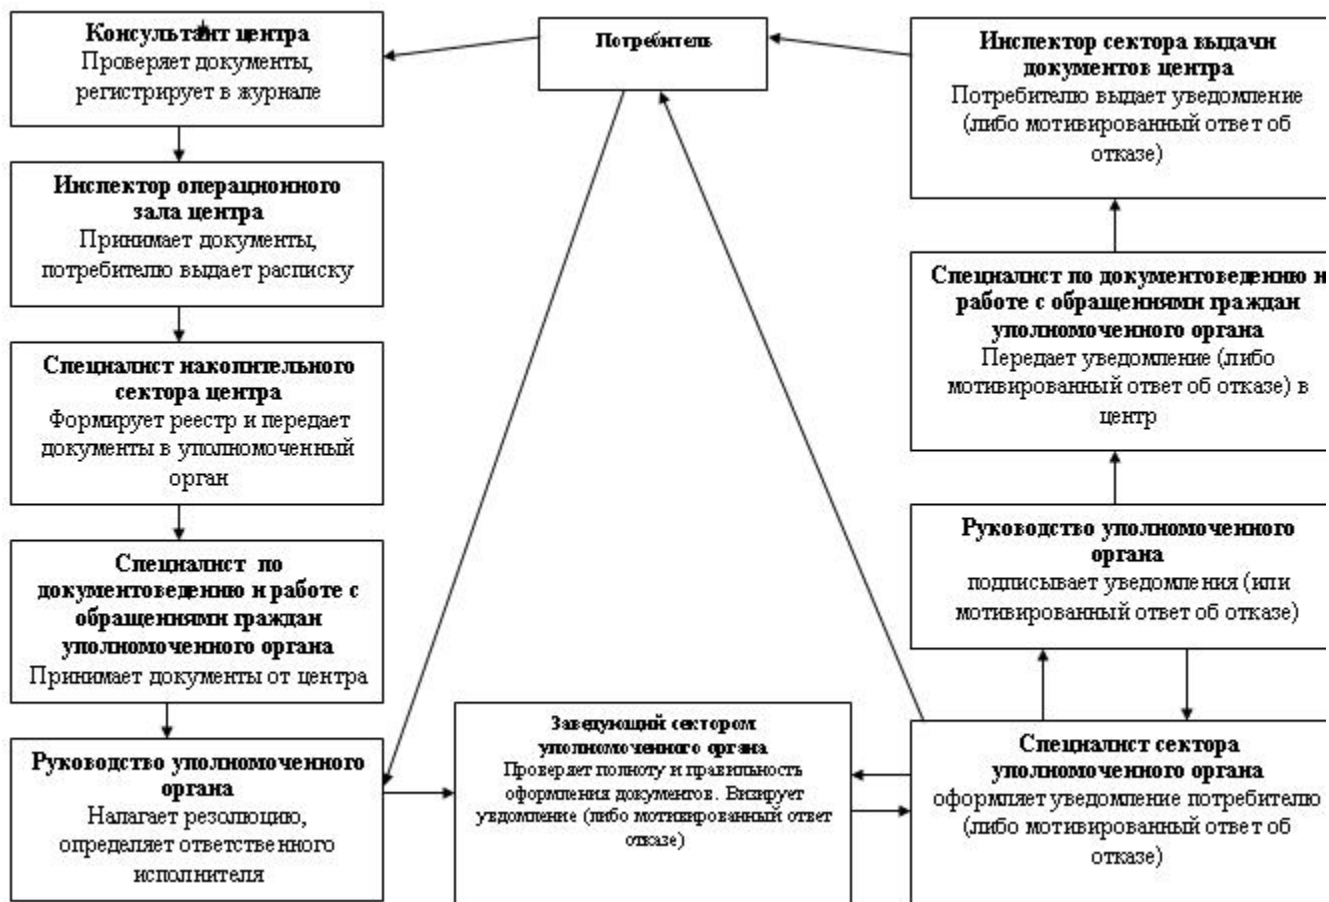 Консультант центра
Проверяет документы,
регистрирует в журнале
Инспектор операционного
зала центра
Принимает документы,
потребителю выдает расписку
Специалист накопительного
сектора центра
Формирует реестр и передает
документы в уполномоченный
орган
Специалист по
документоведению и работе с
обращениями граждан
уполномоченного органа
Принимает документы от центра
Руководство уполномоченного
органа
Налагает резолюцию,
определяет ответственного
исполнителя
Потребитель
Заведующий сектором
уполномоченного органа
Проверяет полноту и правильность
оформления документов. Визирует
увдомление (либо мотивированный ответ
отказе)
Инспектор сектора выдачи
документов центра
Потребителю выдает уведомление
(либо мотивированный ответ об
отказе)
Специалист по документоведению и
работе с обращениями граждан
уполномоченного органа
Передает уведомление (либо
мотивированный ответ об отказе) в
центр
Руководство уполномоченного
органа
подписывает уведомления (или
мотивированный ответ об отказе)
Специалист сектора
уполномоченного органа
оформляет уведомление потребителю
(либо мотивированный ответ об
отказе)